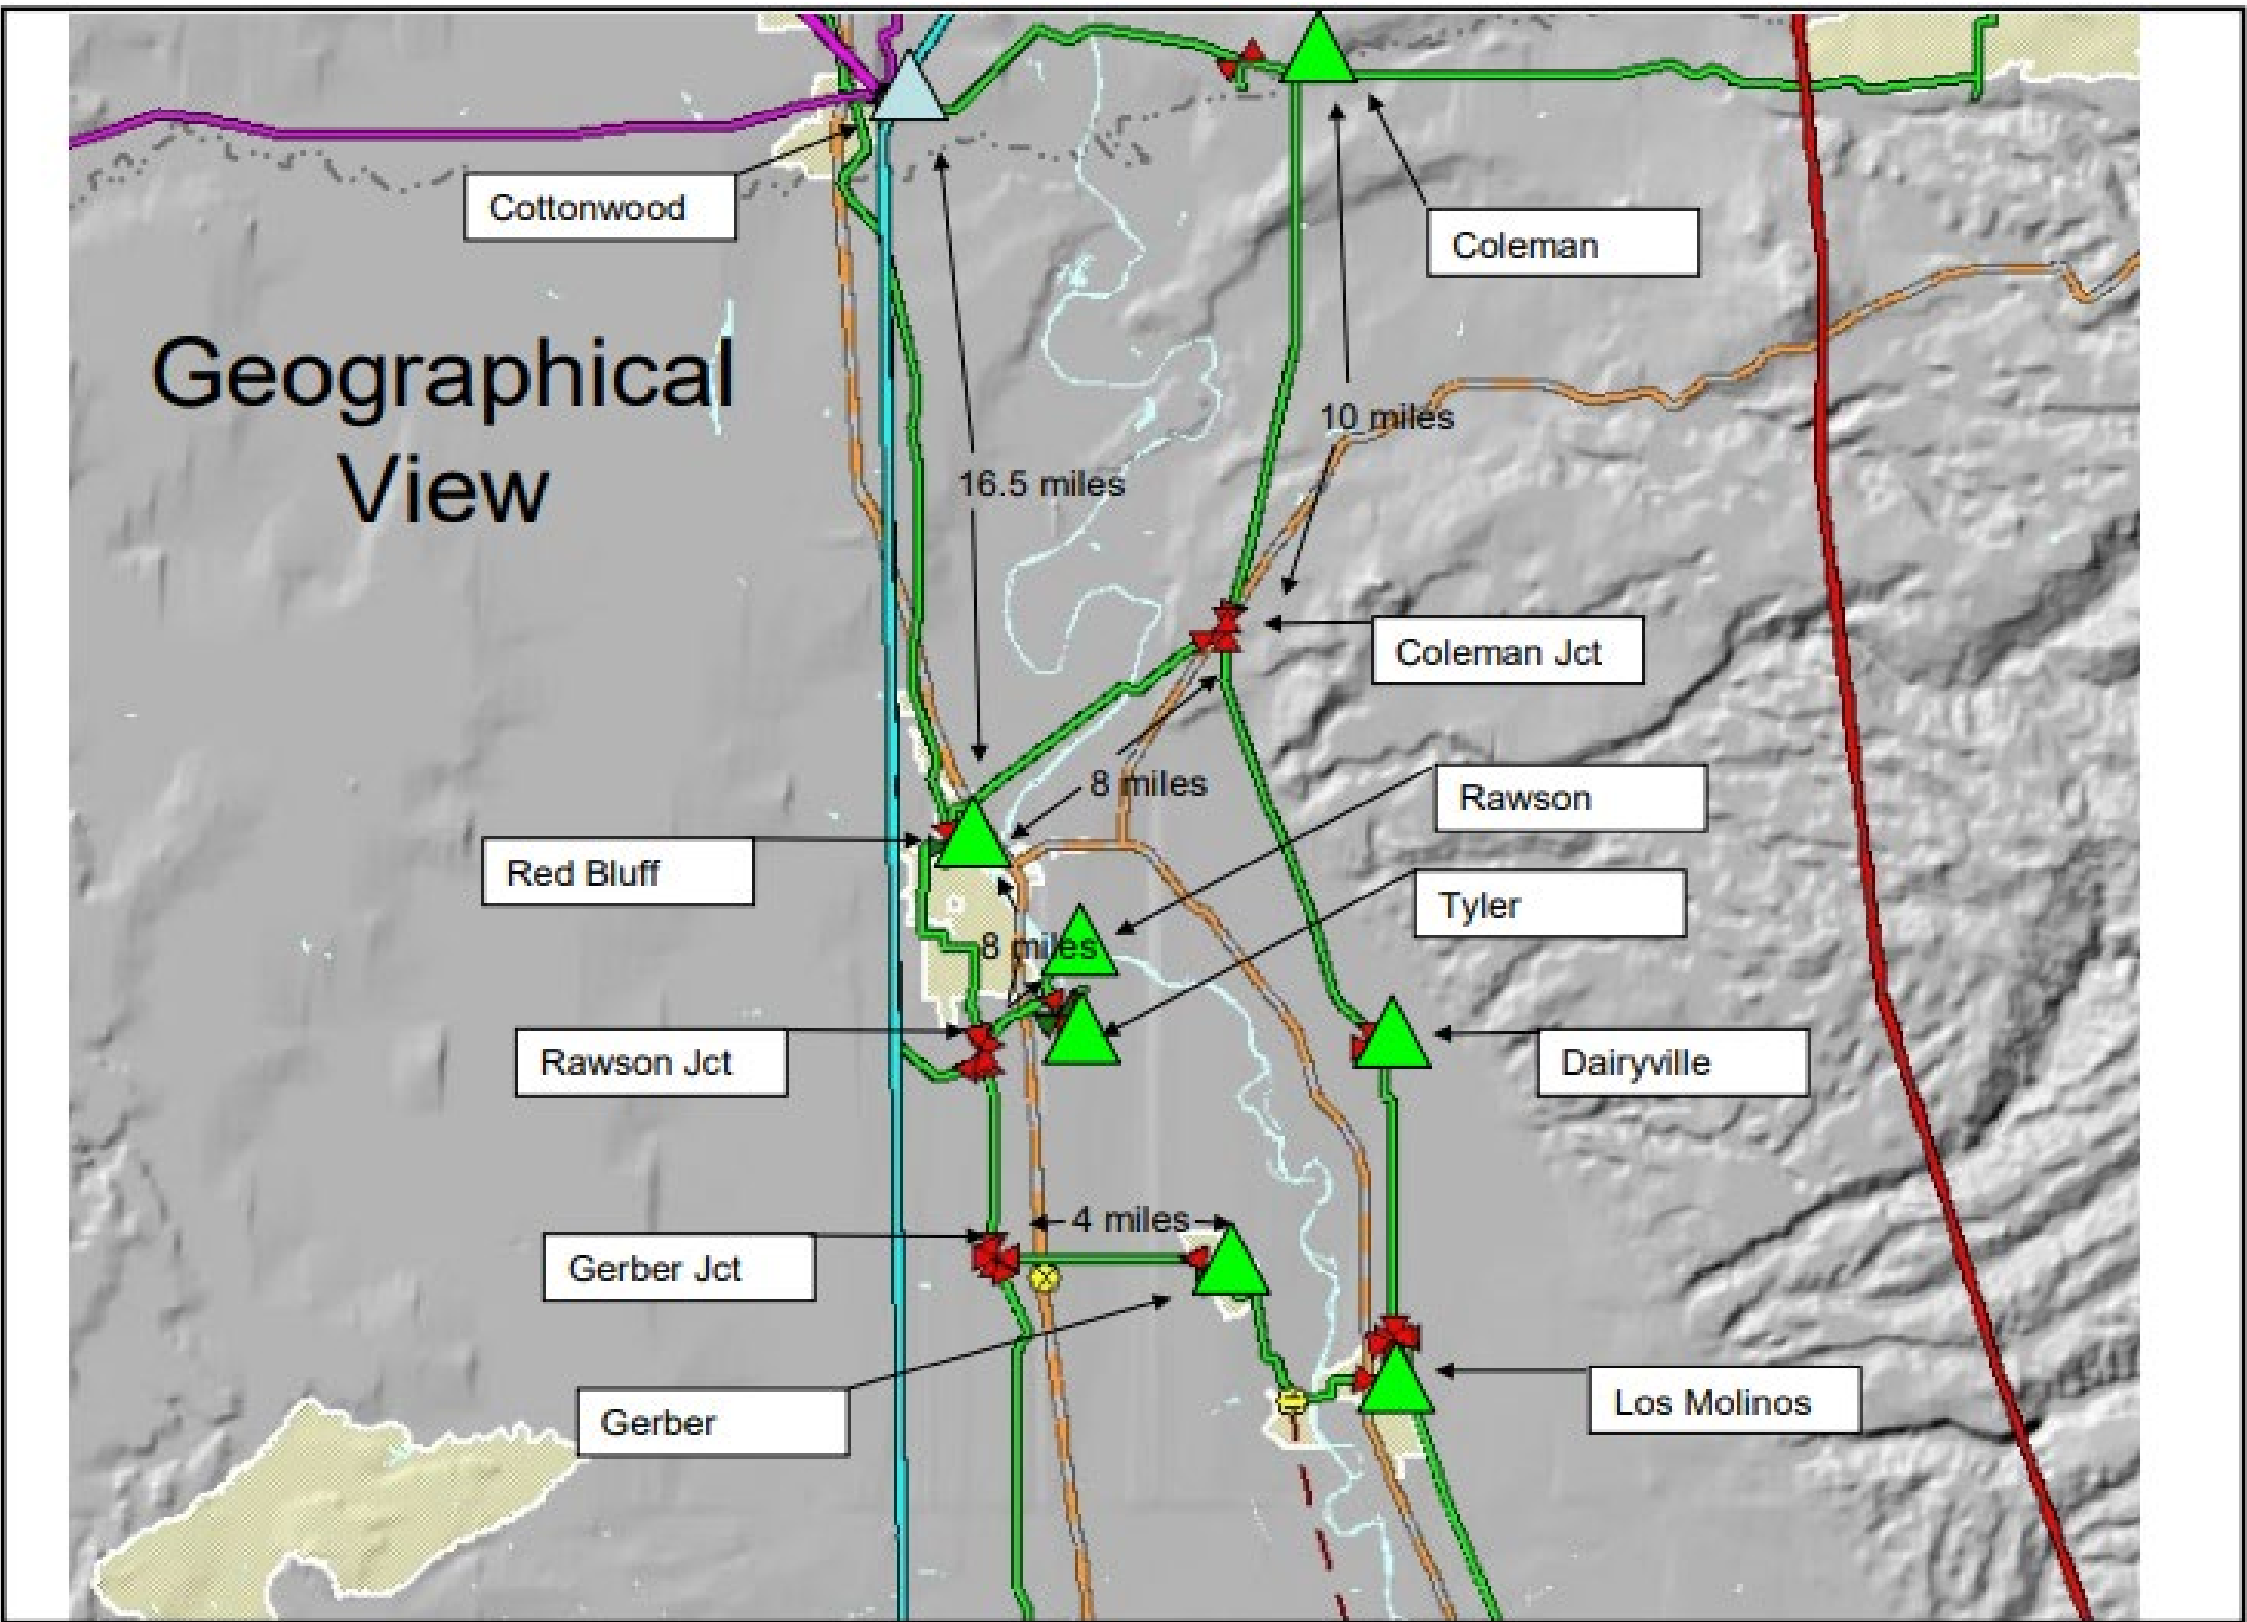 Cottonwood
Coleman
Geographical
View
10 miles
16.5 miles
Coleman Jct
8 miles
Rawson
Red Bluff
Tyler
8 miles
Rawson Jct
Dairyville
4 miles
Gerber Jct
Gerber
Los Molinos